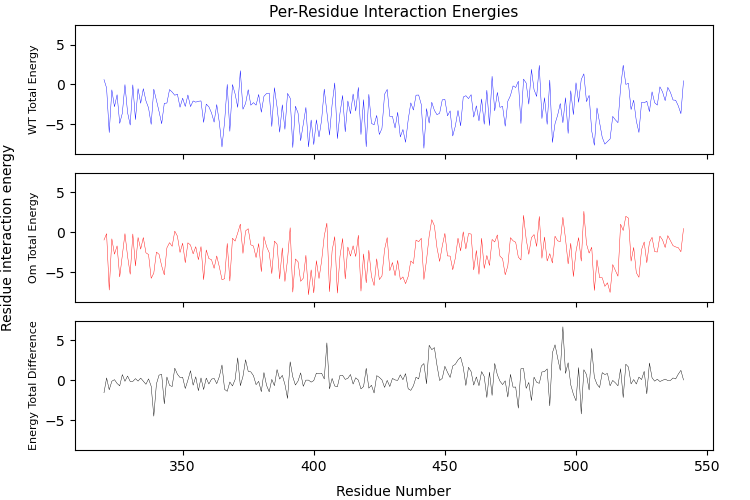 Per-Residue Interaction Energies
WT Total Energy
5
0
−5
Residue interaction energy
Om Total Energy
5
0
−5
Energy Total Difference
5
0
−5
350 400 450 500 550
Residue Number